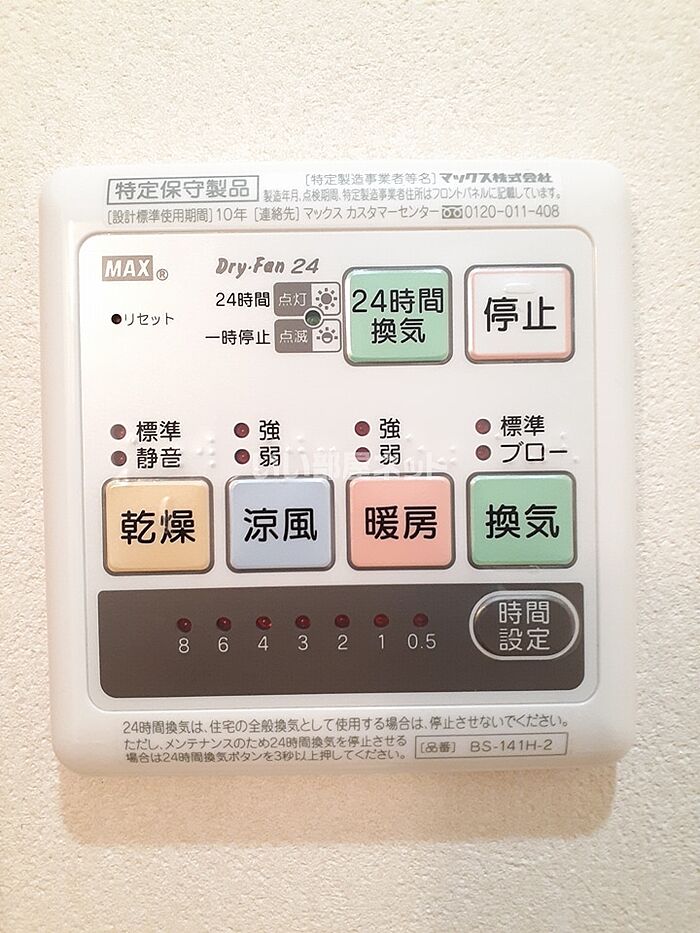 特定保守製品 [特定製造事業者等名] マックス株式会社
製造年月、点検期間、特定製造事業者住所はフロントパネルに記載しています。
[設計標準使用期間] 10年 [連絡先] マックス カスタマーセンター 0120-011-408
MAX® Dry・Fan 24
リセット
24時間 点灯
一時停止 点滅
24時間
換気
停止
標準 強 強 標準
静音 弱 弱 ブロー
いい部屋ネット
乾燥 涼風 暖房 換気
8 6 4 3 2 1 0.5
時間
設定
24時間換気は、住宅の全般換気として使用する場合は、停止させないでください。
ただし、メンテナンスのため24時間換気を停止させる
場合は24時間換気ボタンを3秒以上押してください。
[品番] BS-141H-2